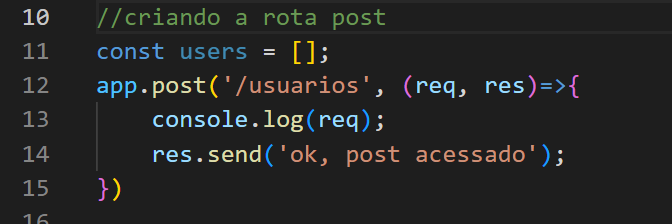 10 //criando a rota post
11 const users = [];
12 app.post('/usuarios', (req, res)=>{
13 console.log(req);
14 res.send('ok, post acessado');
15 })
16